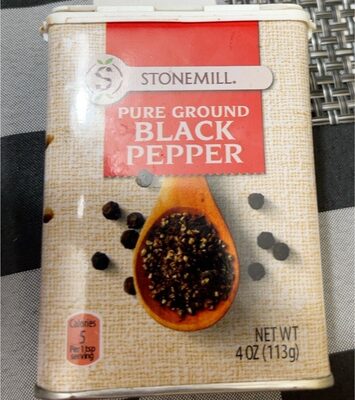 STONEMILL®
PURE GROUND
BLACK
PEPPER
Calories
5
Per 1 tsp
serving
NET WT
4 OZ (113g)